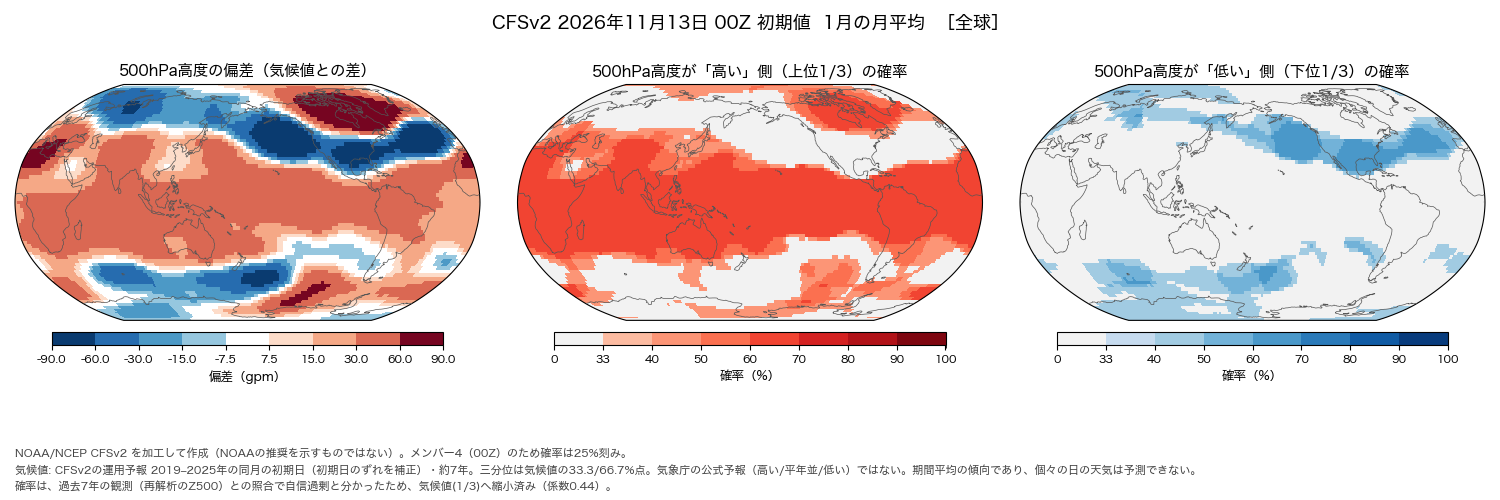 CFSv2 2026年11月13日 00Z 初期値 1月の月平均 ［全球］
500hPa高度の偏差（気候値との差）
500hPa高度が「高い」側（上位1/3）の確率
500hPa高度が「低い」側（下位1/3）の確率
-90.0 -60.0 -30.0 -15.0 -7.5 7.5 15.0 30.0 60.0 90.0
偏差（gpm）
0 33 40 50 60 70 80 90 100
確率（%）
0 33 40 50 60 70 80 90 100
確率（%）
NOAA/NCEP CFSv2 を加工して作成（NOAAの推奨を示すものではない）。メンバー4（00Z）のため確率は25%刻み。
気候値: CFSv2の運用予報 2019–2025年の同月の初期日（初期日のずれを補正）・約7年。三分位は気候値の33.3/66.7%点。気象庁の公式予報（高い/平年並/低い）ではない。期間平均の傾向であり、個々の日の天気は予測できない。
確率は、過去7年の観測（再解析のZ500）との照合で自信過剰と分かったため、気候値(1/3)へ縮小済み（係数0.44）。